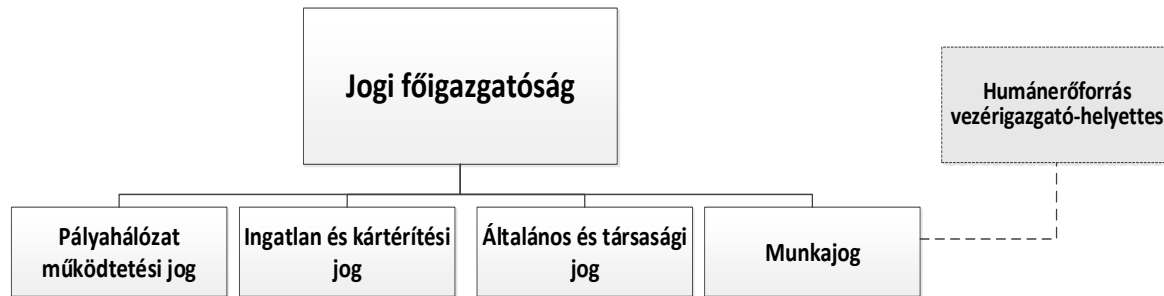 Jogi főigazgatóság
Humánerőforrás
vezérigazgató-helyettes
Pályahálózat
működtetési jog
Ingatlan és kártérítési
jog
Általános és társasági
jog
Munkajog